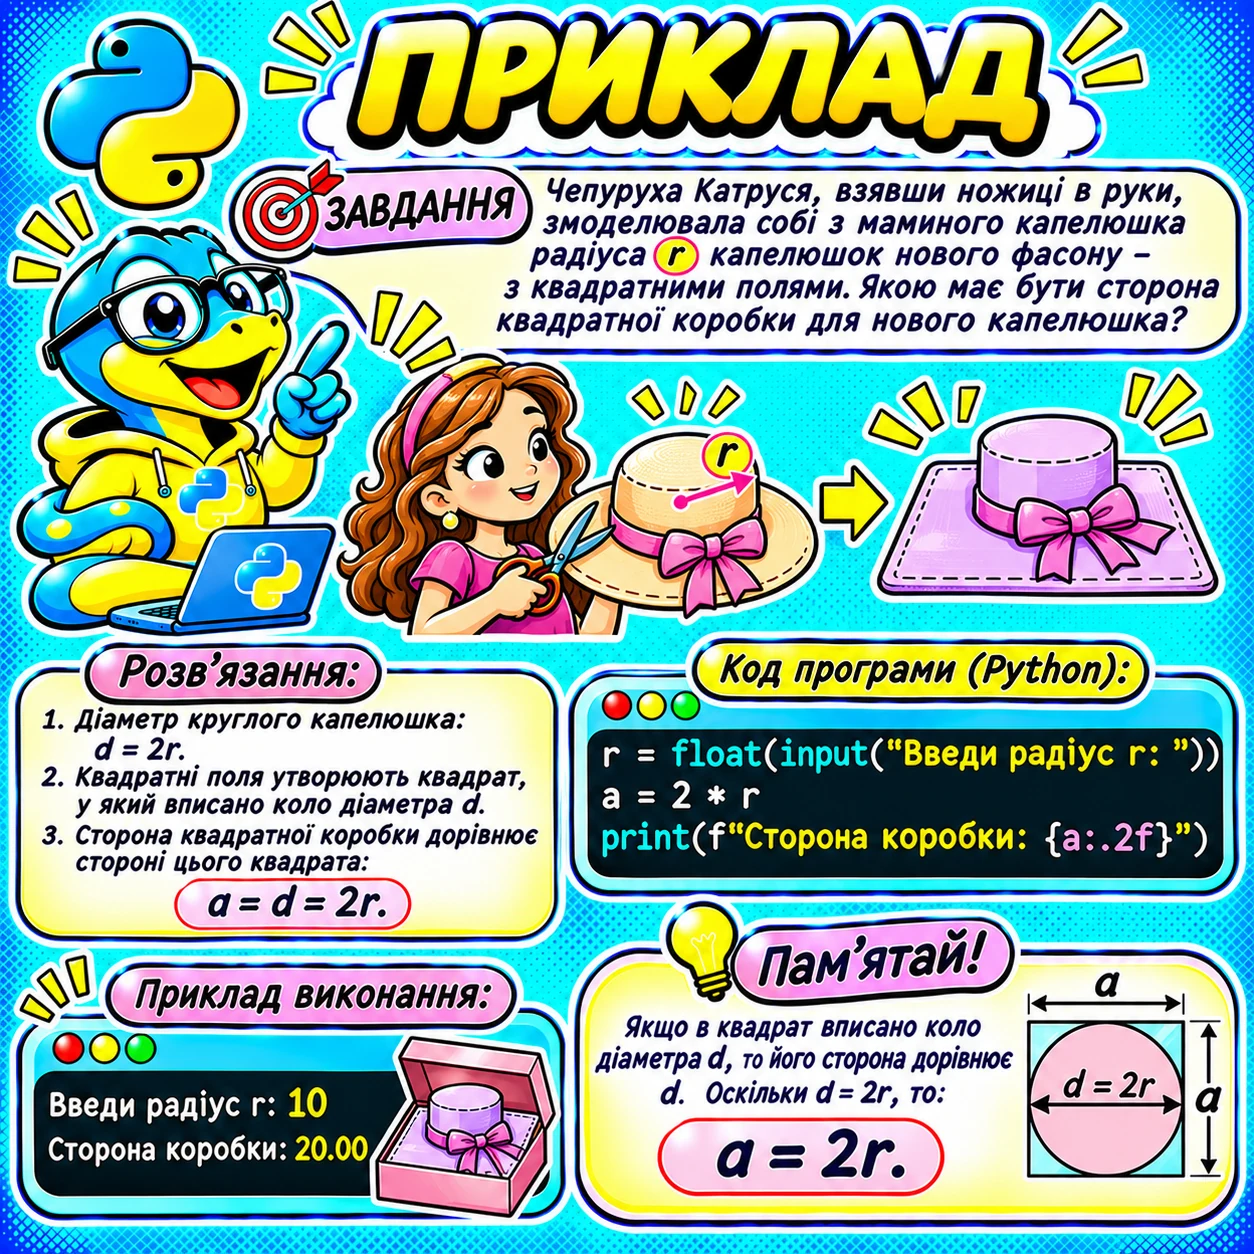 ПРИКЛАД
ЗАВДАННЯ
Чепуруха Катруся, взявши ножиці в руки,
змоделювала собі з маминого капелюшка
радіуса r капелюшок нового фасону –
з квадратними полями. Якою має бути сторона
квадратної коробки для нового капелюшка?
r
Розв’язання:
1. Діаметр круглого капелюшка:
d = 2r.
2. Квадратні поля утворюють квадрат,
у який вписано коло діаметра d.
3. Сторона квадратної коробки дорівнює
стороні цього квадрата:
a = d = 2r.
Код програми (Python):
r = float(input(“Введи радіус r: ”))
a = 2 * r
print(f“Сторона коробки: {a:.2f}”)
Приклад виконання:
Введи радіус r: 10
Сторона коробки: 20.00
Пам’ятай!
Якщо в квадрат вписано коло
діаметра d, то його сторона дорівнює
d. Оскільки d = 2r, то:
a = 2r.
a
d = 2r
a